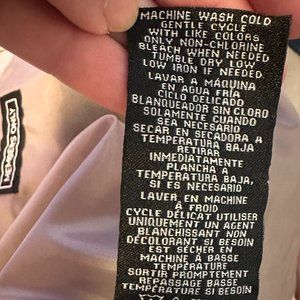 MACHINE WASH COLD
GENTLE CYCLE
WITH LIKE COLORS
ONLY NON-CHLORINE
BLEACH WHEN NEEDED
TUMBLE DRY LOW
LOW IRON IF NEEDED.
LAVAR A MÁQUINA
EN AGUA FRIA
CICLO DELICADO
BLANQUEADOR SIN CLORO
SOLAMENTE CUANDO
SEA NECESARIO
SECAR EN SECADORA A
TEMPERATURA BAJA
RETIRAR
INMEDIATAMENTE
PLANCHA A
TEMPERATURA BAJA,
SI ES NECESARIO
LAVER EN MACHINE
À FROID
CYCLE DÉLICAT UTILISER
UNIQUEMENT UN AGENT
BLANCHISSANT NON
DÉCOLORANT SI BESOIN
EST SÉCHER EN
MACHINE À BASSE
TEMPÉRATURE
SORTIR PROMPTEMENT
REPASSAGE BASSE
TEMPÉRATURE SI BESOIN
MEMBERS ONLY